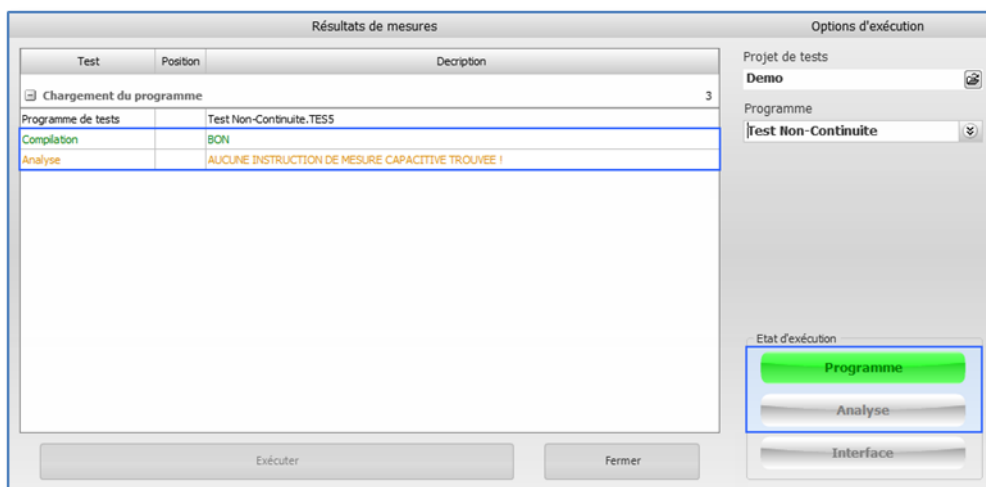 Résultats de mesures
Test Position Decription
Chargement du programme 3
Programme de tests Test Non-Continuite.TES5
Compilation BON
Analyse AUCUNE INSTRUCTION DE MESURE CAPACITIVE TROUVEE !
Exécuter Fermer
Options d'exécution
Projet de tests
Demo
Programme
Test Non-Continuite
Etat d'exécution
Programme
Analyse
Interface